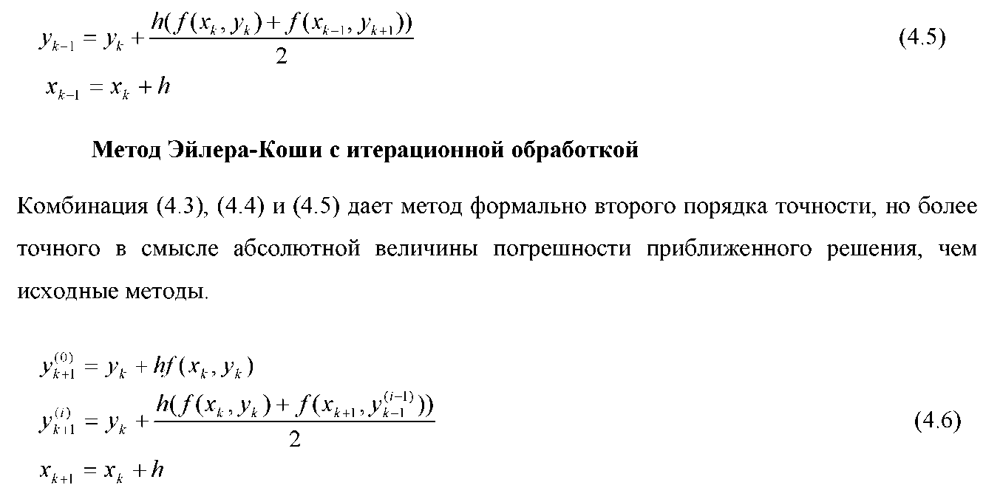 y_{k-1} = y_k + \frac{h(f(x_k, y_k) + f(x_{k-1}, y_{k+1}))}{2} (4.5)
x_{k-1} = x_k + h
Метод Эйлера-Коши с итерационной обработкой
Комбинация (4.3), (4.4) и (4.5) дает метод формально второго порядка точности, но более
точного в смысле абсолютной величины погрешности приближенного решения, чем
исходные методы.
y_{k+1}^{(0)} = y_k + hf(x_k, y_k)
y_{k+1}^{(i)} = y_k + \frac{h(f(x_k, y_k) + f(x_{k+1}, y_{k-1}^{(i-1)}))}{2} (4.6)
x_{k+1} = x_k + h